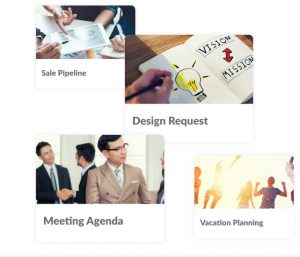 VISION
MISSION
Sale Pipeline
Design Request
Meeting Agenda
Vacation Planning